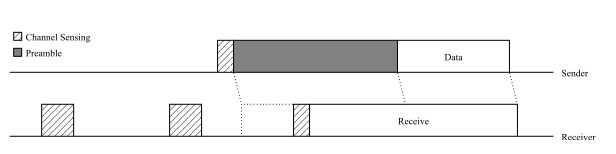 Channel Sensing
Preamble
Data
Sender
Receive
Receiver